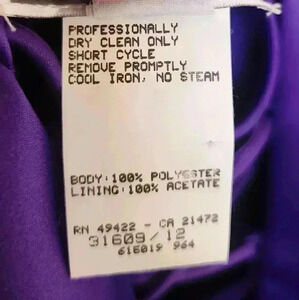 PROFESSIONALLY
DRY CLEAN ONLY
SHORT CYCLE
REMOVE PROMPTLY
COOL IRON, NO STEAM
BODY:100% POLYESTER
LINING:100% ACETATE
RN 49422 - CA 21472
31609/12
616019 964